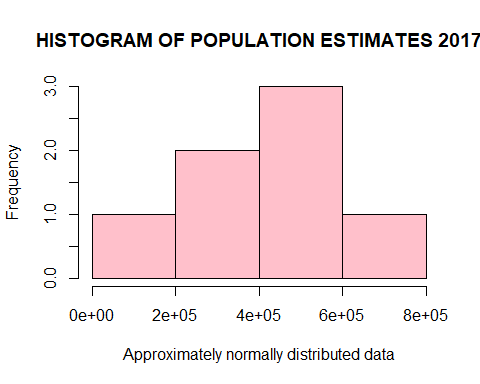 HISTOGRAM OF POPULATION ESTIMATES 2017
3.0
2.0
1.0
0.0
Frequency
0e+00 2e+05 4e+05 6e+05 8e+05
Approximately normally distributed data